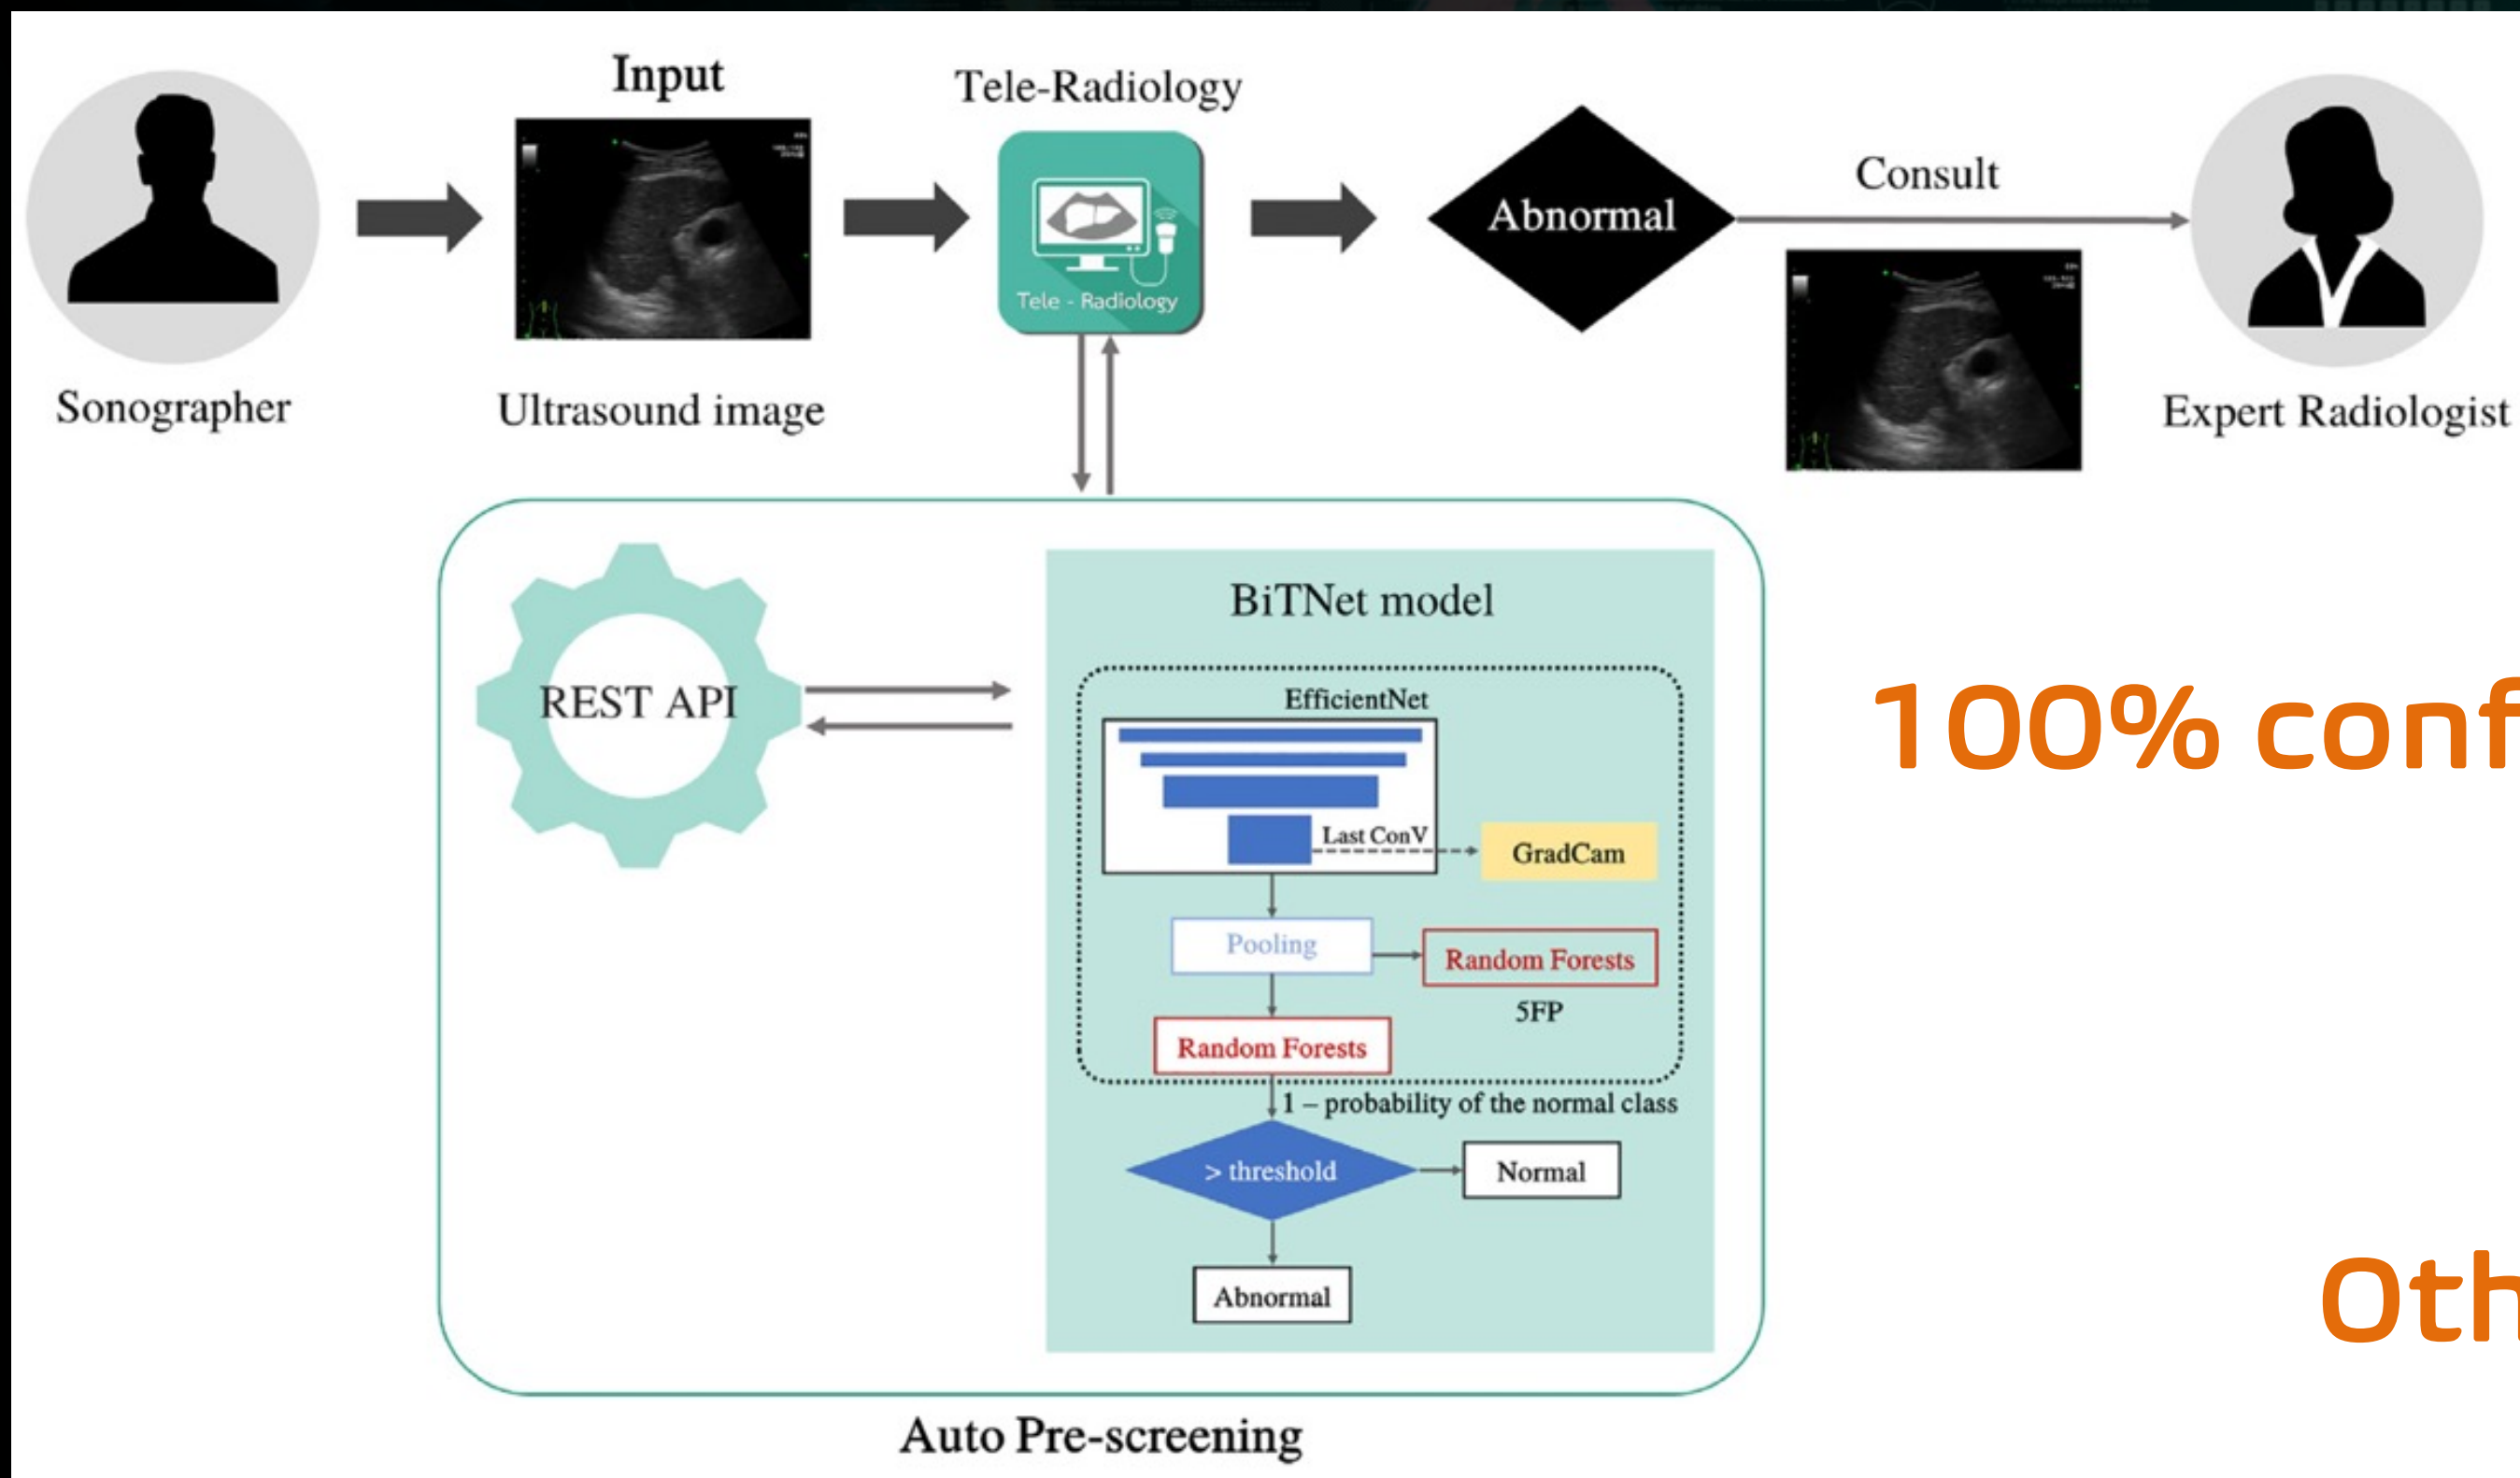 Input
Tele-Radiology
Tele - Radiology
Abnormal
Consult
Sonographer
Ultrasound image
Expert Radiologist
REST API
BiTNet model
EfficientNet
Last ConV
GradCam
Pooling
Random Forests
5FP
Random Forests
1 – probability of the normal class
> threshold
Normal
Abnormal
Auto Pre-screening
100% conf
Oth